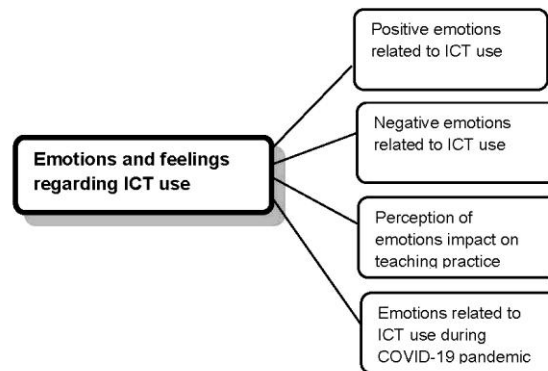 Positive emotions
related to ICT use
Negative emotions
related to ICT use
Emotions and feelings
regarding ICT use
Perception of
emotions impact on
teaching practice
Emotions related to
ICT use during
COVID-19 pandemic